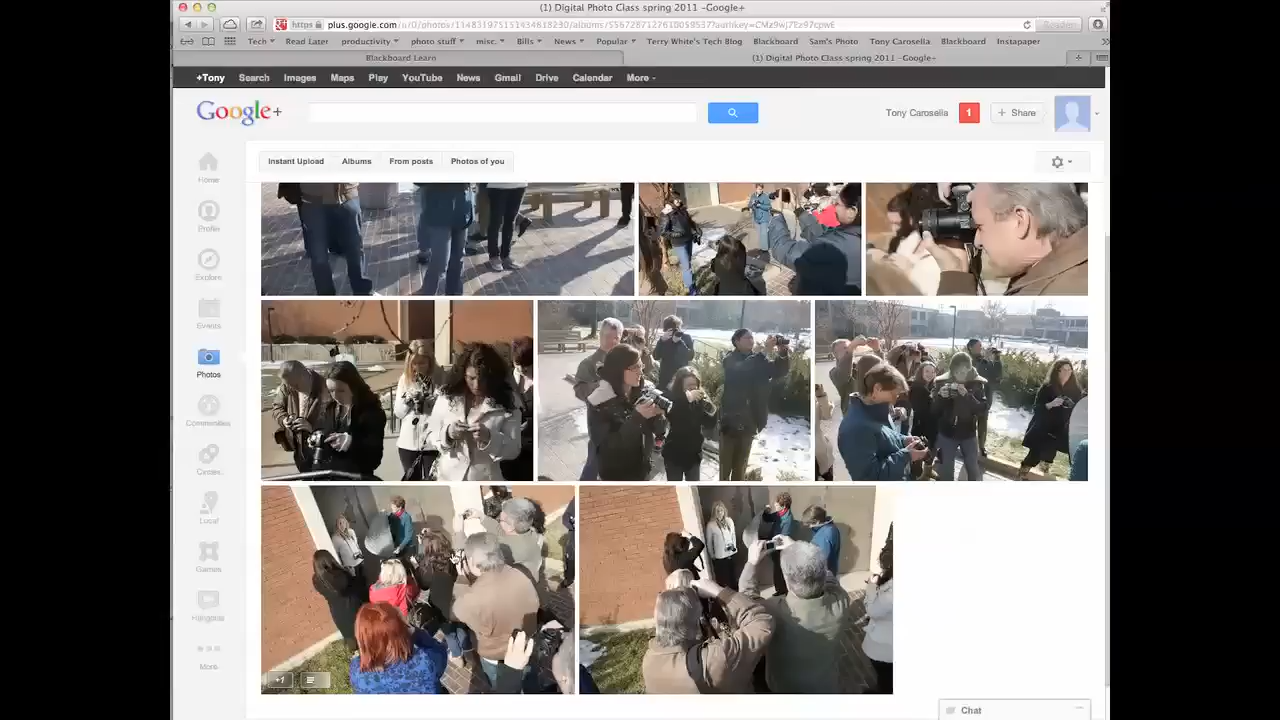 (1) Digital Photo Class spring 2011 -Google+
https plus.google.com Reader
Tech Read Later productivity photo stuff misc. Bills News Popular Terry White's Tech Blog Blackboard Sam's Photo Tony Carosella Blackboard Instapaper
Blackboard Learn (1) Digital Photo Class spring 2011 -Google+
+Tony Search Images Maps Play YouTube News Gmail Drive Calendar More
Google+ Tony Carosella 1 + Share
Instant Upload Albums From posts Photos of you
Home
Profile
Explore
Events
Photos
Communities
Circles
Local
Games
Hangouts
More
+1
Chat